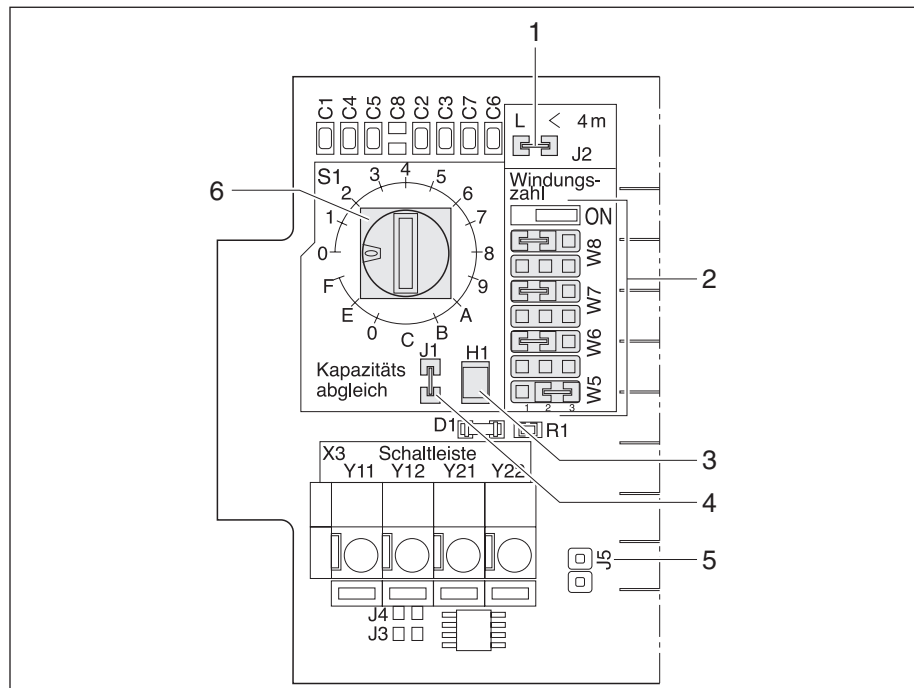 1
C1 C4 C5 C8 C2 C3 C7 C6
L < 4m
J2
S1
Windungs-
zahl
ON
W8
W7
W6
W5
1 2 3
2
6
0 1 2 3 4 5 6 7 8 9 A B C 0 E F
J1
H1
Kapazitäts
abgleich
D1
R1
3
4
X3 Schaltleiste
Y11 Y12 Y21 Y22
J5
5
J4
J3